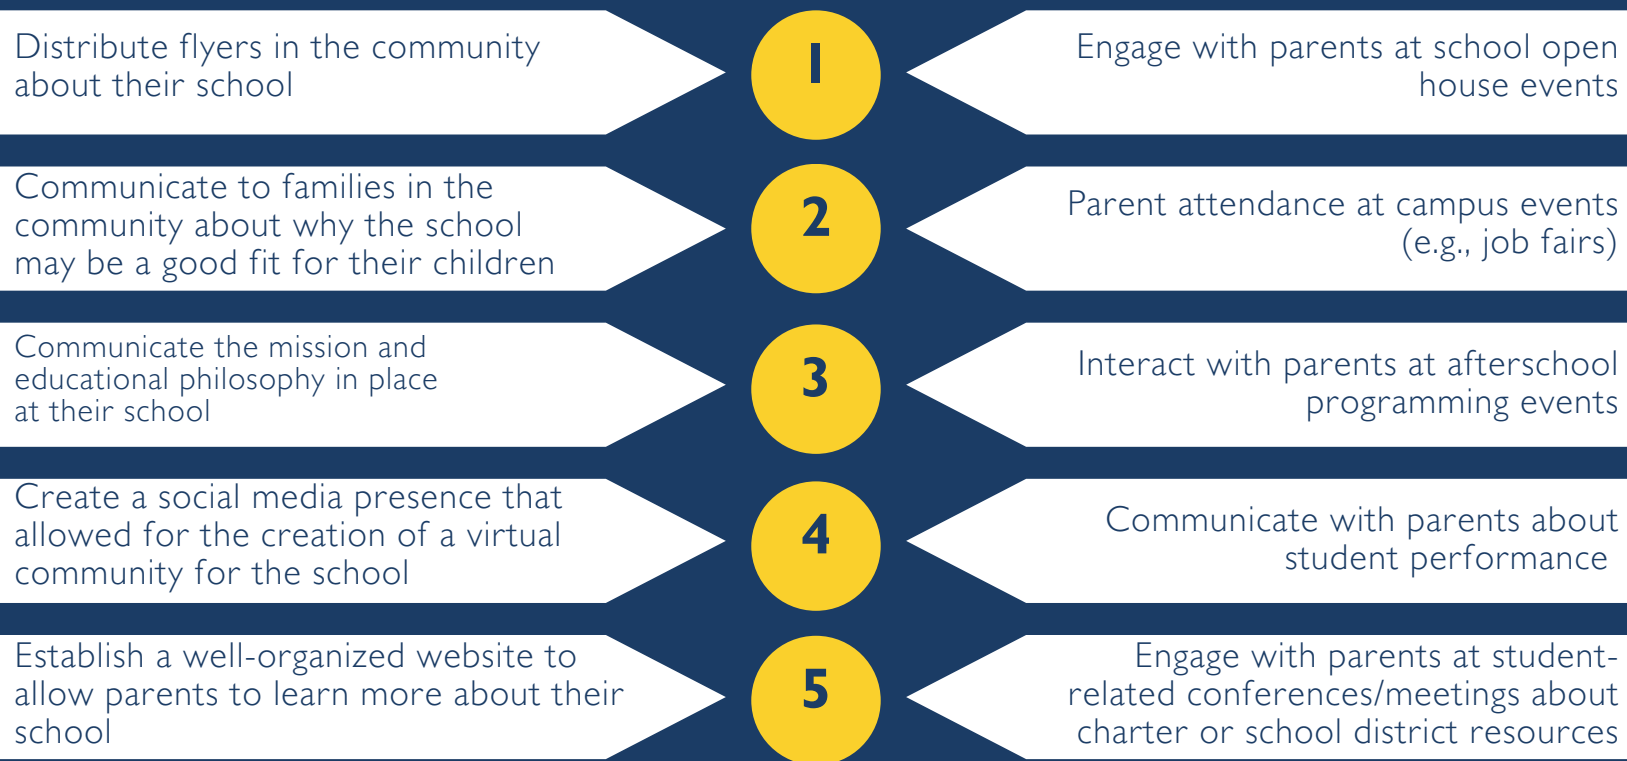 Distribute flyers in the community
about their school
1
Engage with parents at school open
house events
Communicate to families in the
community about why the school
may be a good fit for their children
2
Parent attendance at campus events
(e.g., job fairs)
Communicate the mission and
educational philosophy in place
at their school
3
Interact with parents at afterschool
programming events
Create a social media presence that
allowed for the creation of a virtual
community for the school
4
Communicate with parents about
student performance
Establish a well-organized website to
allow parents to learn more about their
school
5
Engage with parents at student-
related conferences/meetings about
charter or school district resources